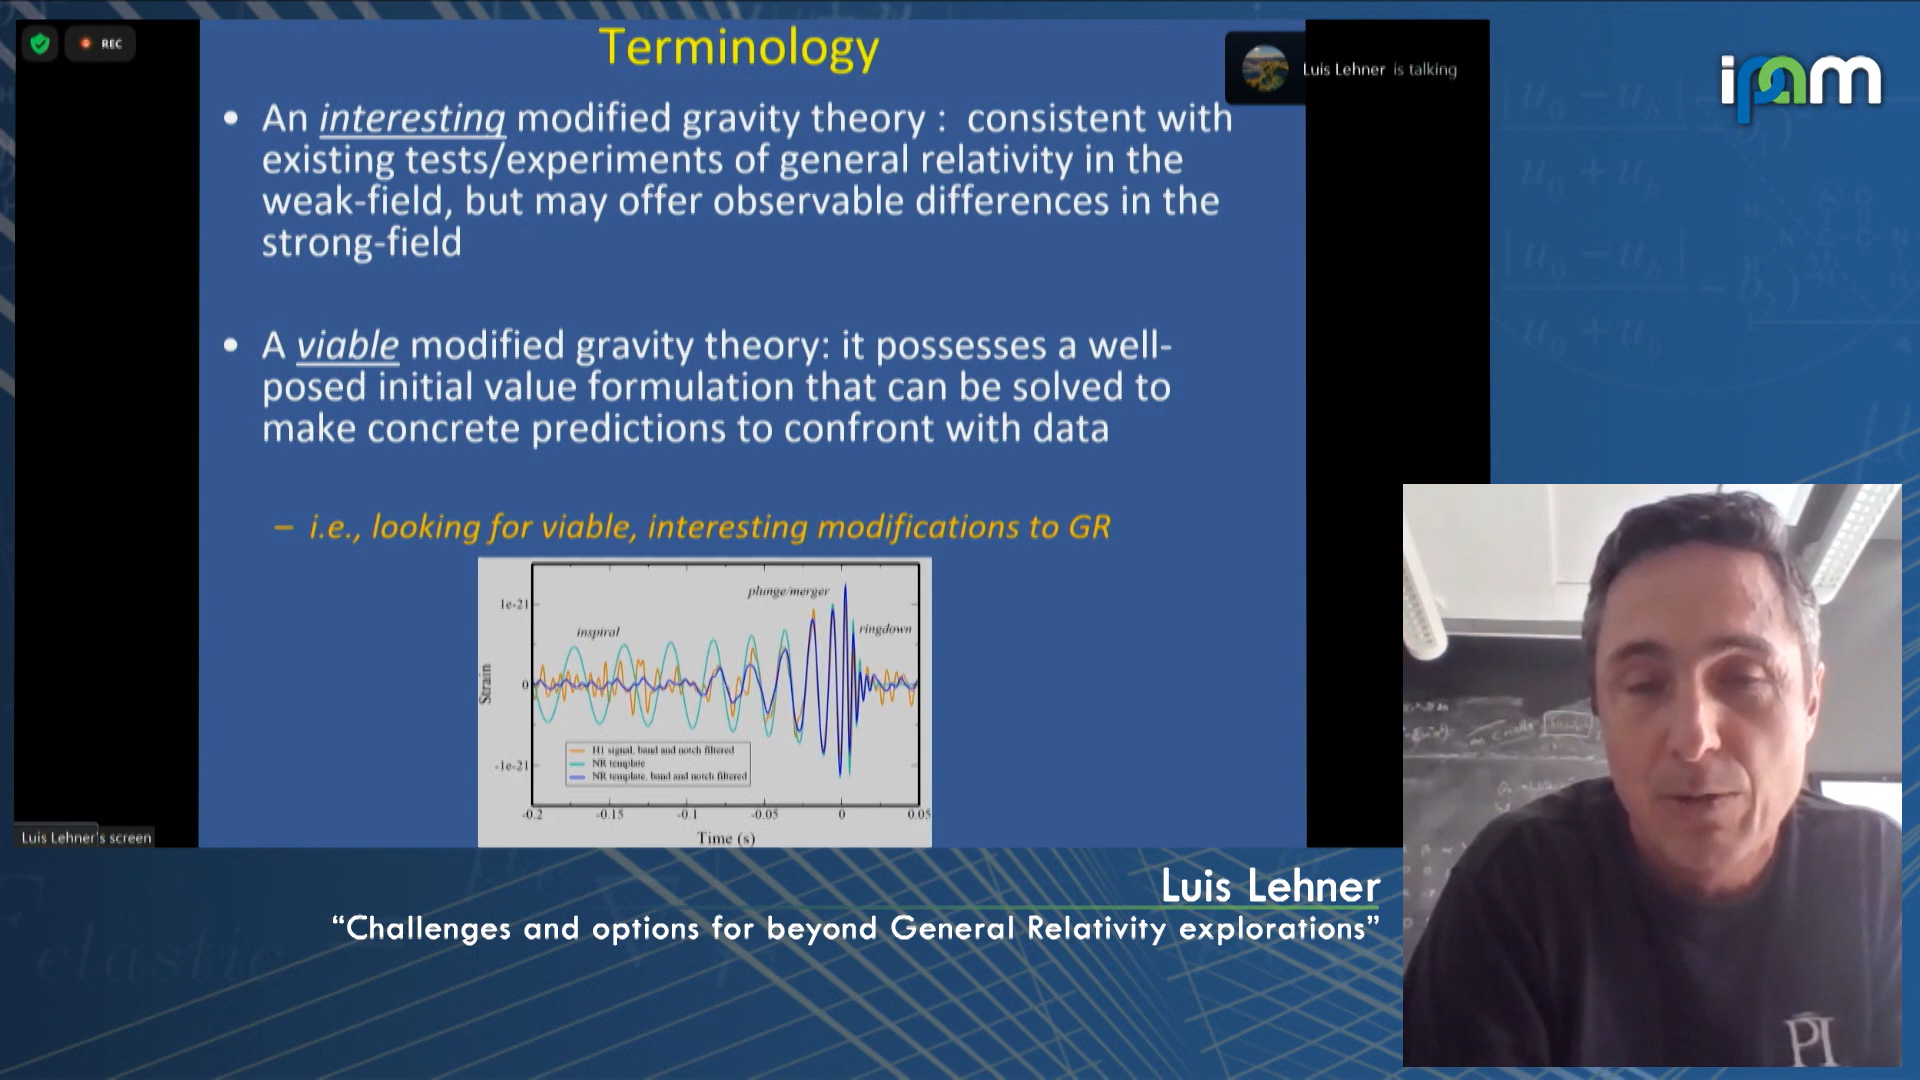 REC
Terminology
Luis Lehner is talking
ipam
• An interesting modified gravity theory : consistent with
existing tests/experiments of general relativity in the
weak-field, but may offer observable differences in the
strong-field
• A viable modified gravity theory: it possesses a well-
posed initial value formulation that can be solved to
make concrete predictions to confront with data
– i.e., looking for viable, interesting modifications to GR
plunge/merger
inspiral
ringdown
1e-21
0
-1e-21
Strain
H1 signal, band and notch filtered
NR template
NR template, band and notch filtered
-0.2 -0.15 -0.1 -0.05 0 0.05
Time (s)
Luis Lehner's screen
Luis Lehner
“Challenges and options for beyond General Relativity explorations”
elastic
PI